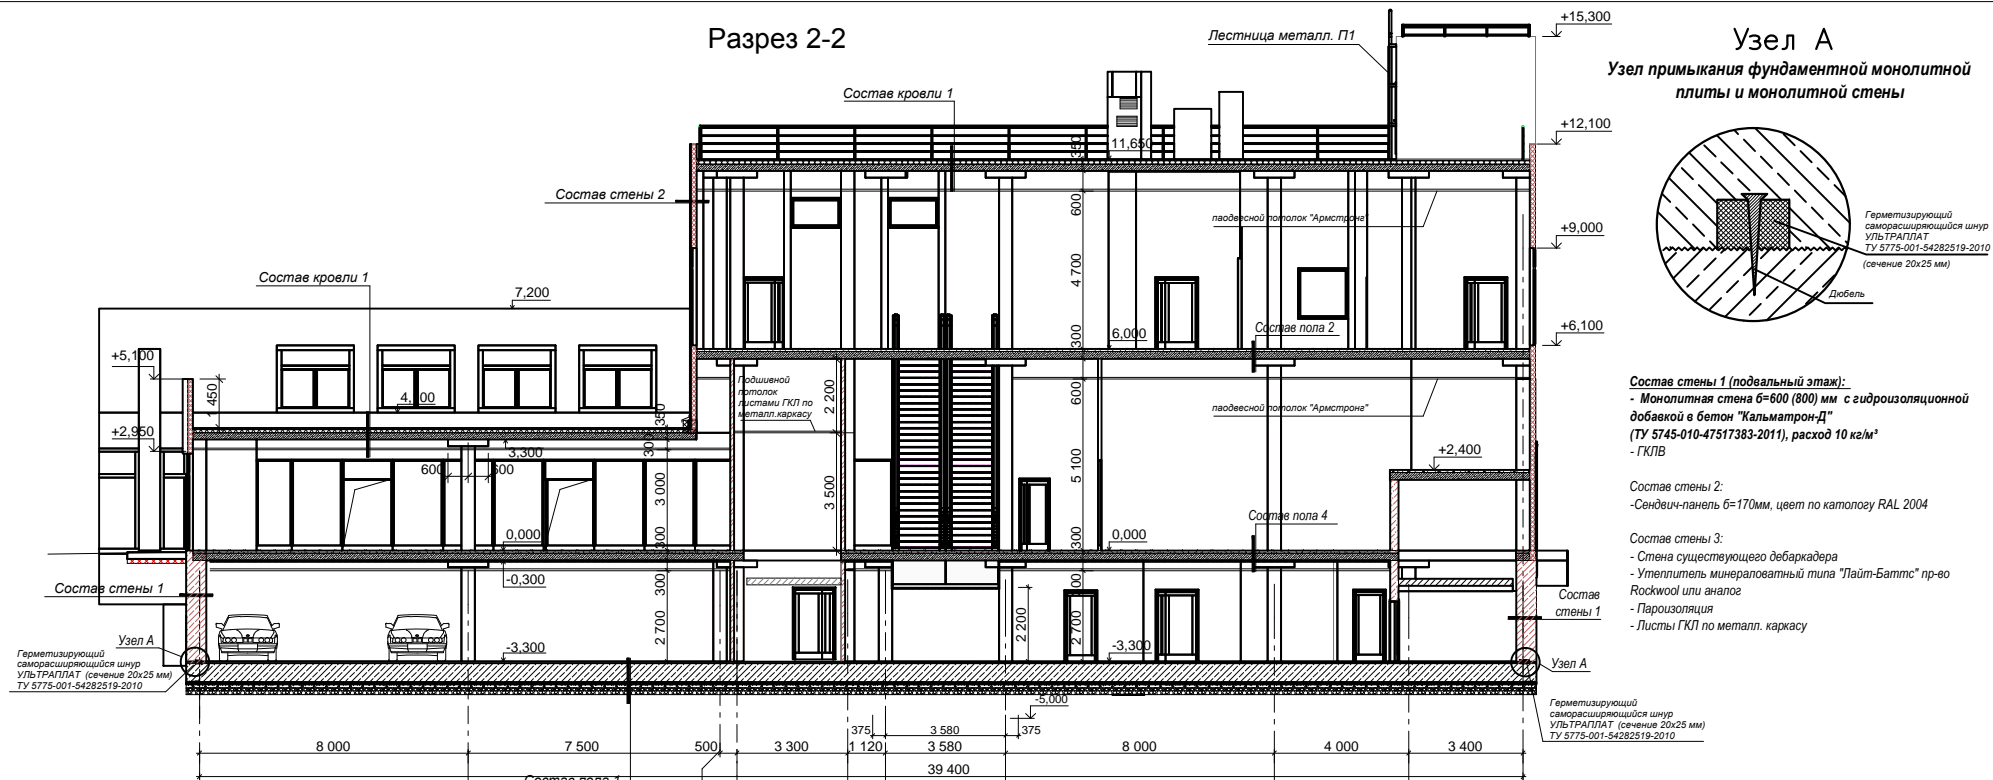 Разрез 2-2
Лестница металл. П1
+15,300
Узел А
Узел примыкания фундаментной монолитной
плиты и монолитной стены
Состав кровли 1
+12,100
350
11,650
Состав стены 2
600
паодвесной потолок "Армстронг"
+9,000
Герметизирующий
саморасширяющийся шнур
УЛЬТРАПЛАТ
ТУ 5775-001-54282519-2010
(сечение 20х25 мм)
Дюбель
Состав кровли 1
7,200
4 700
6,000
Состав пола 2
+6,100
300
+5,100
1 450
4,100
350
Подшивной
потолок
листами ГКЛ по
металл.каркасу
2 200
600
паодвесной потолок "Армстронг"
Состав стены 1 (подвальный этаж):
- Монолитная стена б=600 (800) мм с гидроизоляционной
добавкой в бетон "Кальматрон-Д"
(ТУ 5745-010-47517383-2011), расход 10 кг/м³
- ГКЛВ
+2,950
300
3,300
600
600
3 000
3 500
5 100
+2,400
Состав стены 2:
-Сендвич-панель б=170мм, цвет по катологу RAL 2004
Состав пола 4
0,000
300
300
0,000
Состав стены 3:
- Стена существующего дебаркадера
- Утеплитель минераловатный типа "Лайт-Баттс" пр-во
Rockwool или аналог
- Пароизоляция
- Листы ГКЛ по металл. каркасу
-0,300
300
300
Состав стены 1
Состав
стены 1
2 700
2 200
2 700
Узел А
-3,300
-3,300
Узел А
Герметизирующий
саморасширяющийся шнур
УЛЬТРАПЛАТ (сечение 20х25 мм)
ТУ 5775-001-54282519-2010
-5,000
Герметизирующий
саморасширяющийся шнур
УЛЬТРАПЛАТ (сечение 20х25 мм)
ТУ 5775-001-54282519-2010
375
3 580
375
8 000
7 500
500
3 300
1 120
3 580
8 000
4 000
3 400
39 400
Состав пола 1